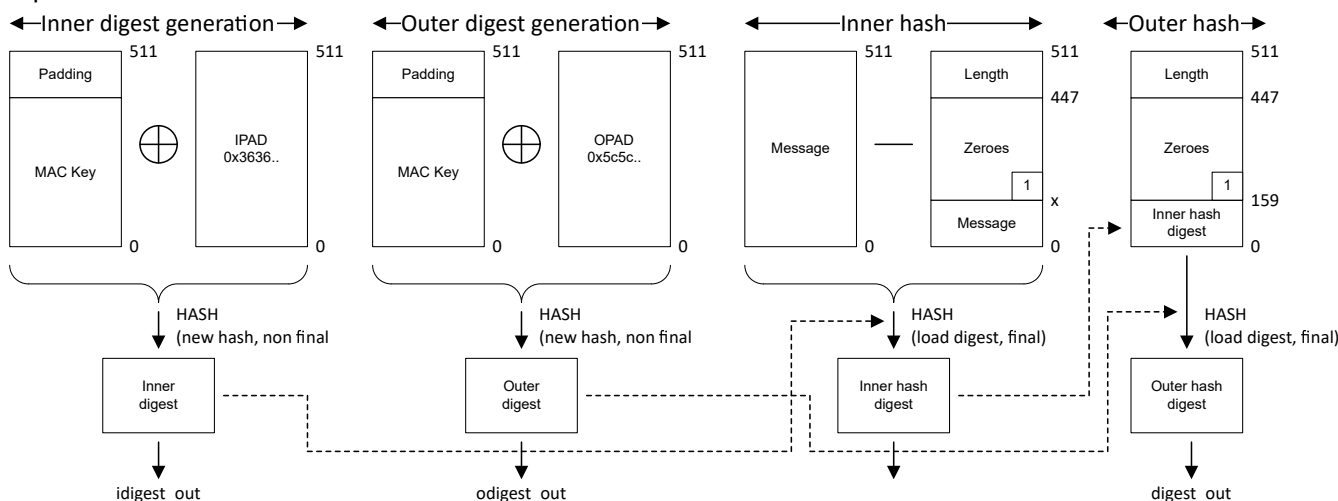 Inner digest generation
Outer digest generation
Inner hash
Outer hash
Padding
MAC Key
511
0
IPAD
0x3636..
511
0
HASH
(new hash, non final
Inner
digest
idigest_out
Padding
MAC Key
511
0
OPAD
0x5c5c..
511
0
HASH
(new hash, non final
Outer
digest
odigest_out
Message
511
0
Length
Zeroes
1
Message
511
447
x
0
HASH
(load digest, final)
Inner hash
digest
Length
Zeroes
1
Inner hash
digest
511
447
159
0
HASH
(load digest, final)
Outer hash
digest
digest_out